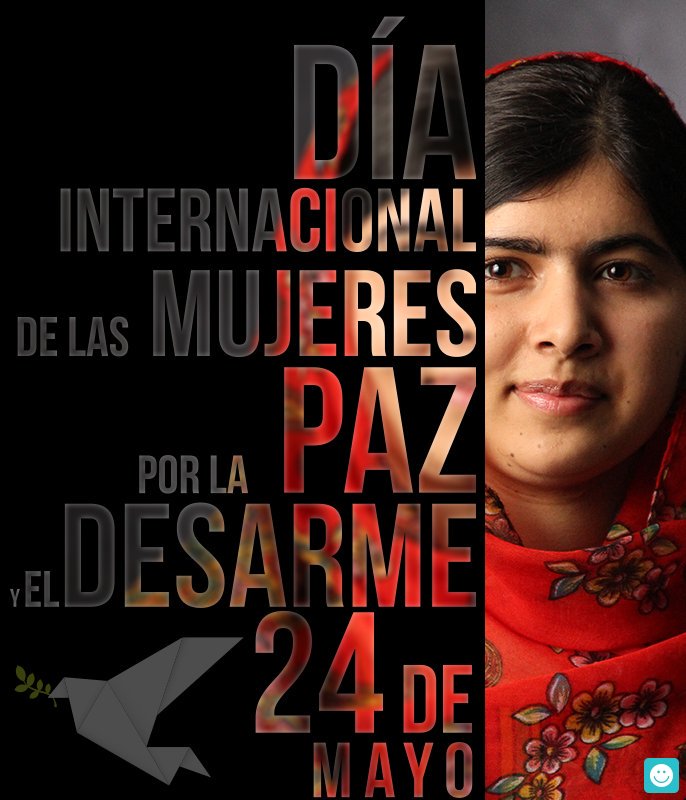 DÍA
INTERNACIONAL
DE LAS MUJERES
POR LA PAZ
Y EL DESARME
24 DE
MAYO